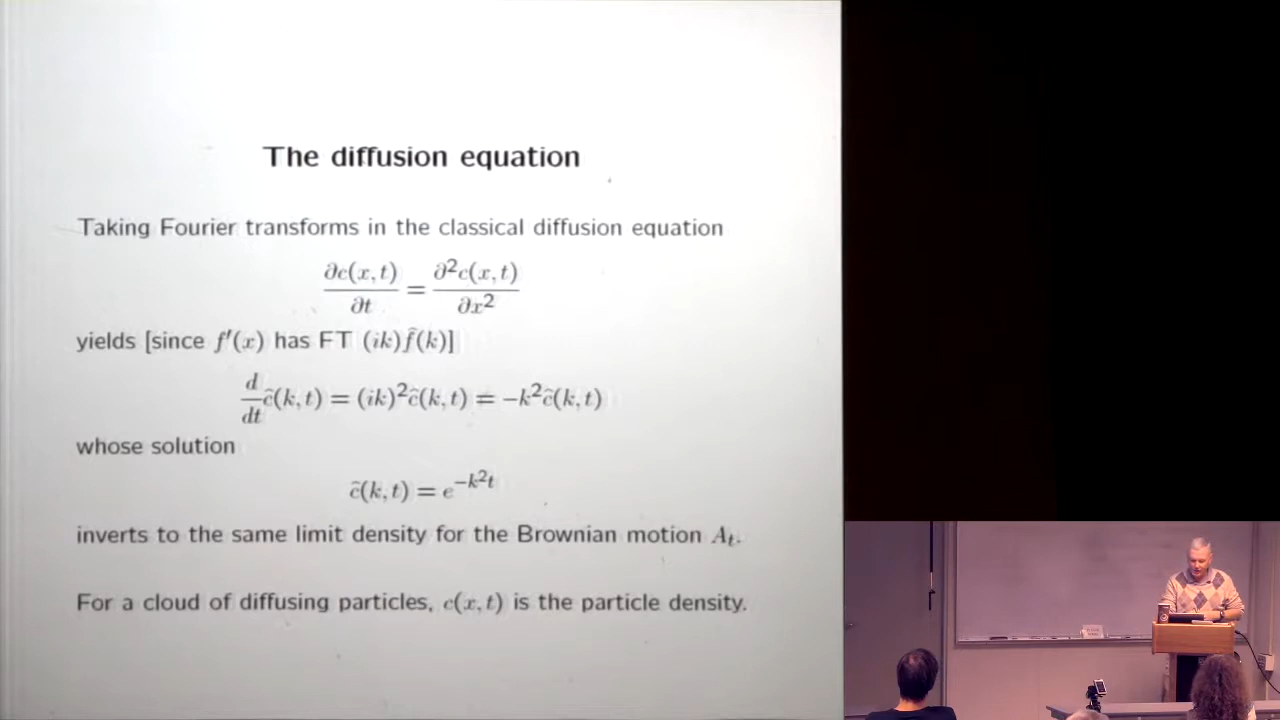 The diffusion equation
Taking Fourier transforms in the classical diffusion equation
∂c(x,t)/∂t = ∂²c(x,t)/∂x²
yields [since f′(x) has FT (ik)f̂(k)]
d/dt ĉ(k,t) = (ik)²ĉ(k,t) = −k²ĉ(k,t)
whose solution
ĉ(k,t) = e^{−k²t}
inverts to the same limit density for the Brownian motion A_t.
For a cloud of diffusing particles, c(x,t) is the particle density.